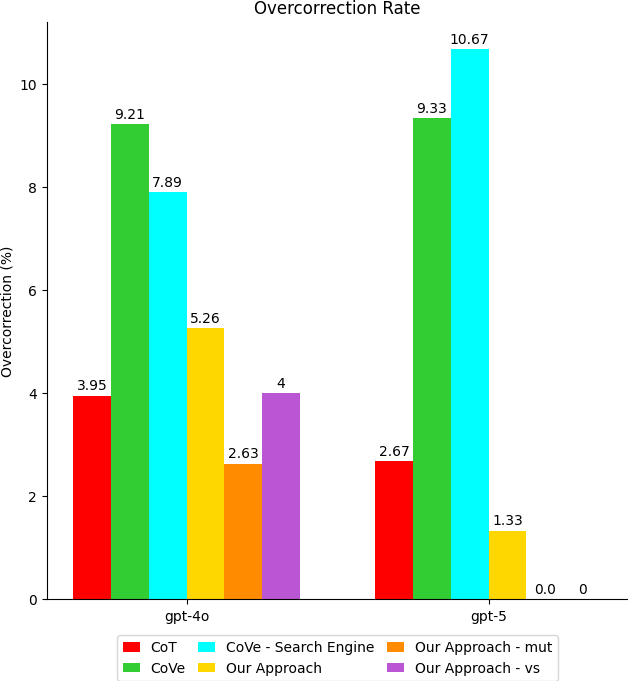 Overcorrection Rate
Overcorrection (%)
10
8
6
4
2
0
3.95
9.21
7.89
5.26
2.63
4
2.67
9.33
10.67
1.33
0.0
0
gpt-4o
gpt-5
CoT
CoVe
CoVe - Search Engine
Our Approach
Our Approach - mut
Our Approach - vs